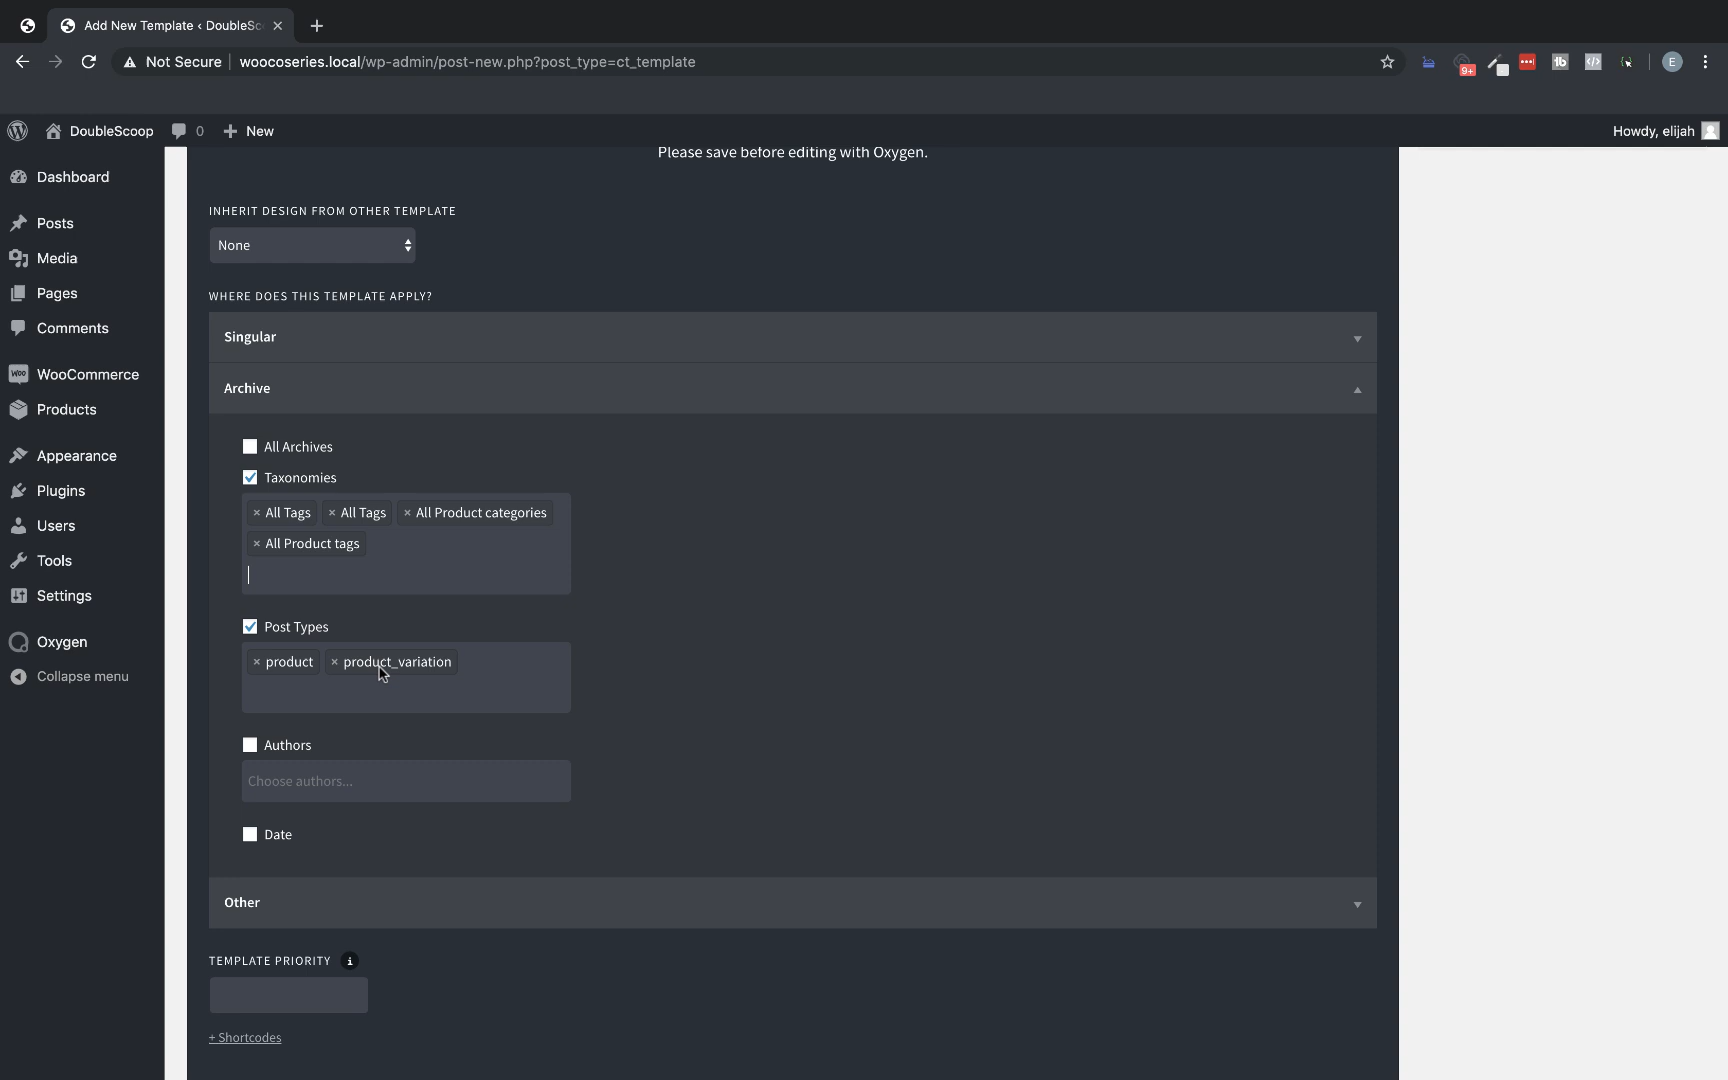 Add New Template ‹ DoubleSc
Not Secure woocoseries.local/wp-admin/post-new.php?post_type=ct_template
9+
tb
E
DoubleScoop 0 + New Howdy, elijah
Please save before editing with Oxygen.
Dashboard
Posts
Media
Pages
Comments
WooCommerce
Products
Appearance
Plugins
Users
Tools
Settings
Oxygen
Collapse menu
INHERIT DESIGN FROM OTHER TEMPLATE
None
WHERE DOES THIS TEMPLATE APPLY?
Singular
Archive
All Archives
Taxonomies
× All Tags × All Tags × All Product categories
× All Product tags
Post Types
× product × product_variation
Authors
Choose authors...
Date
Other
TEMPLATE PRIORITY i
+ Shortcodes